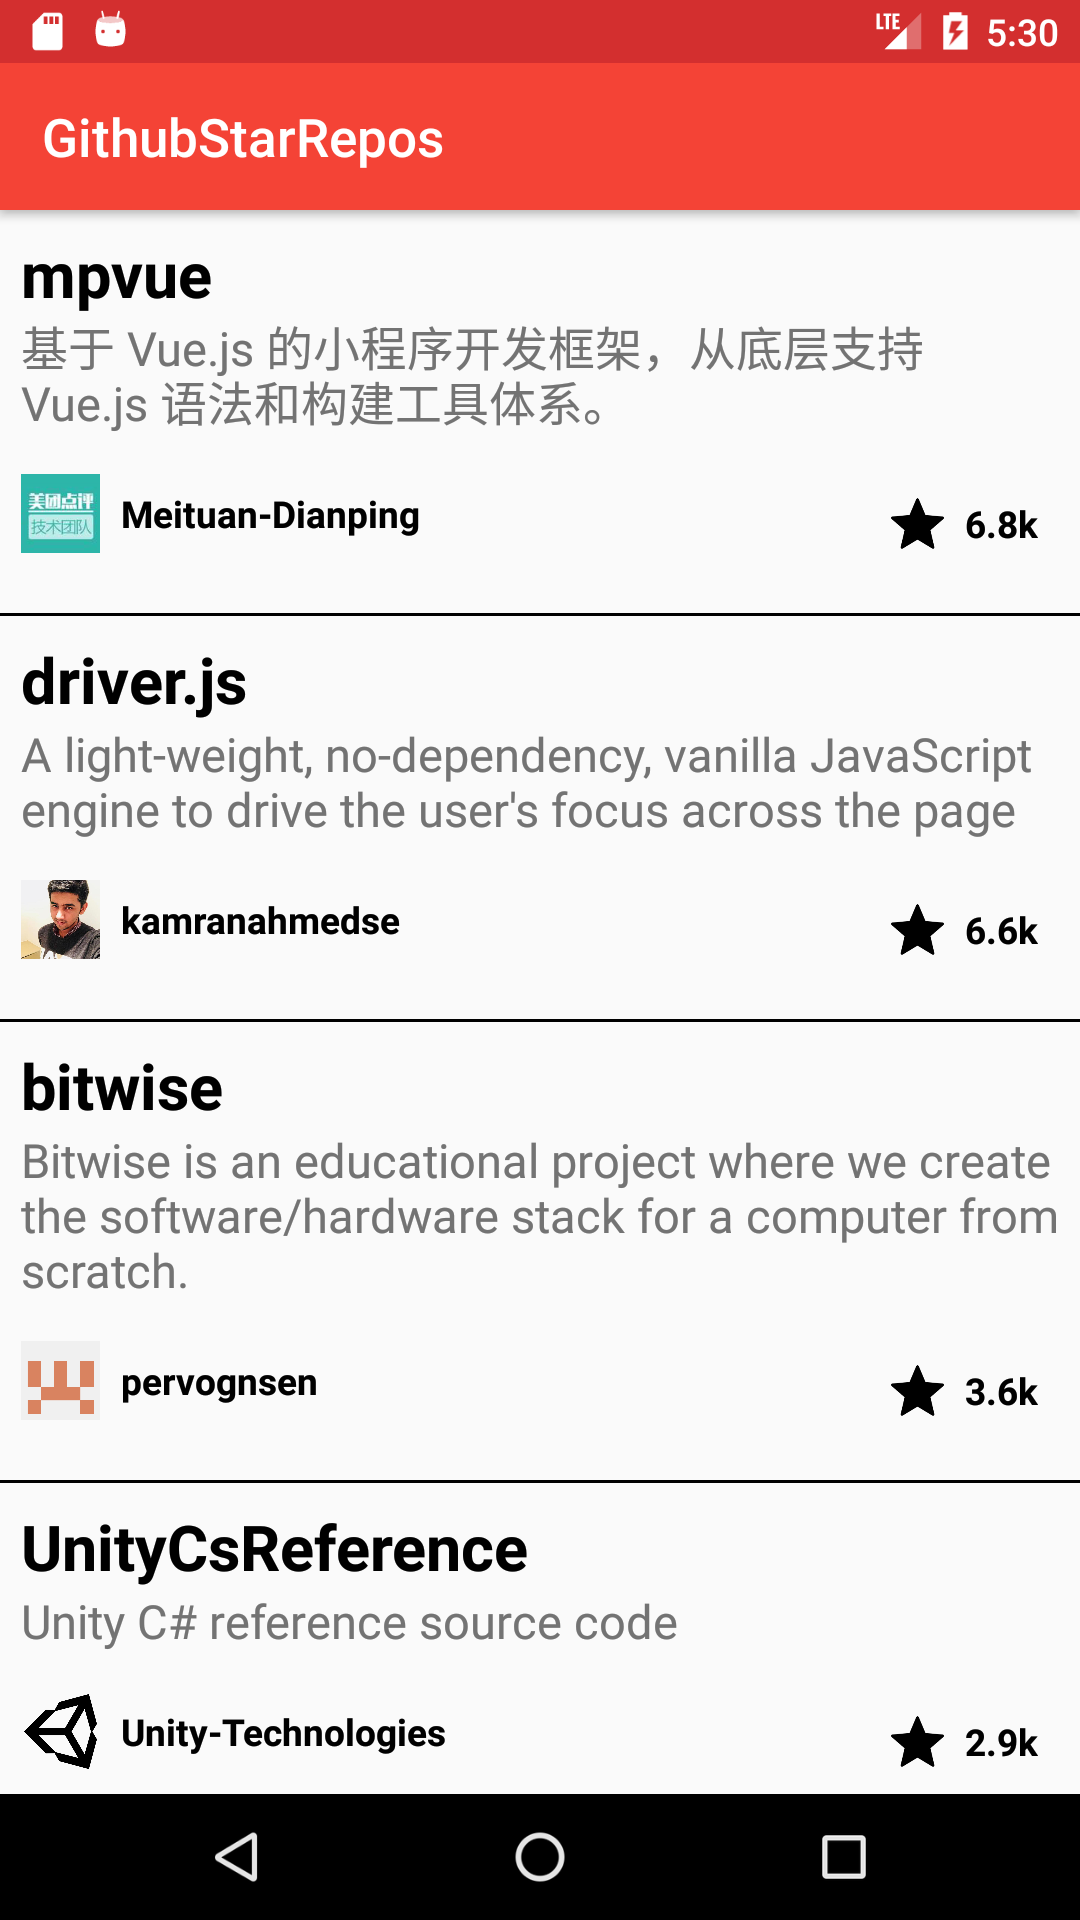 LTE 5:30
GithubStarRepos
mpvue
基于 Vue.js 的小程序开发框架，从底层支持
Vue.js 语法和构建工具体系。
美团点评
技术团队
Meituan-Dianping
6.8k
driver.js
A light-weight, no-dependency, vanilla JavaScript
engine to drive the user's focus across the page
kamranahmedse
6.6k
bitwise
Bitwise is an educational project where we create
the software/hardware stack for a computer from
scratch.
pervognsen
3.6k
UnityCsReference
Unity C# reference source code
Unity-Technologies
2.9k